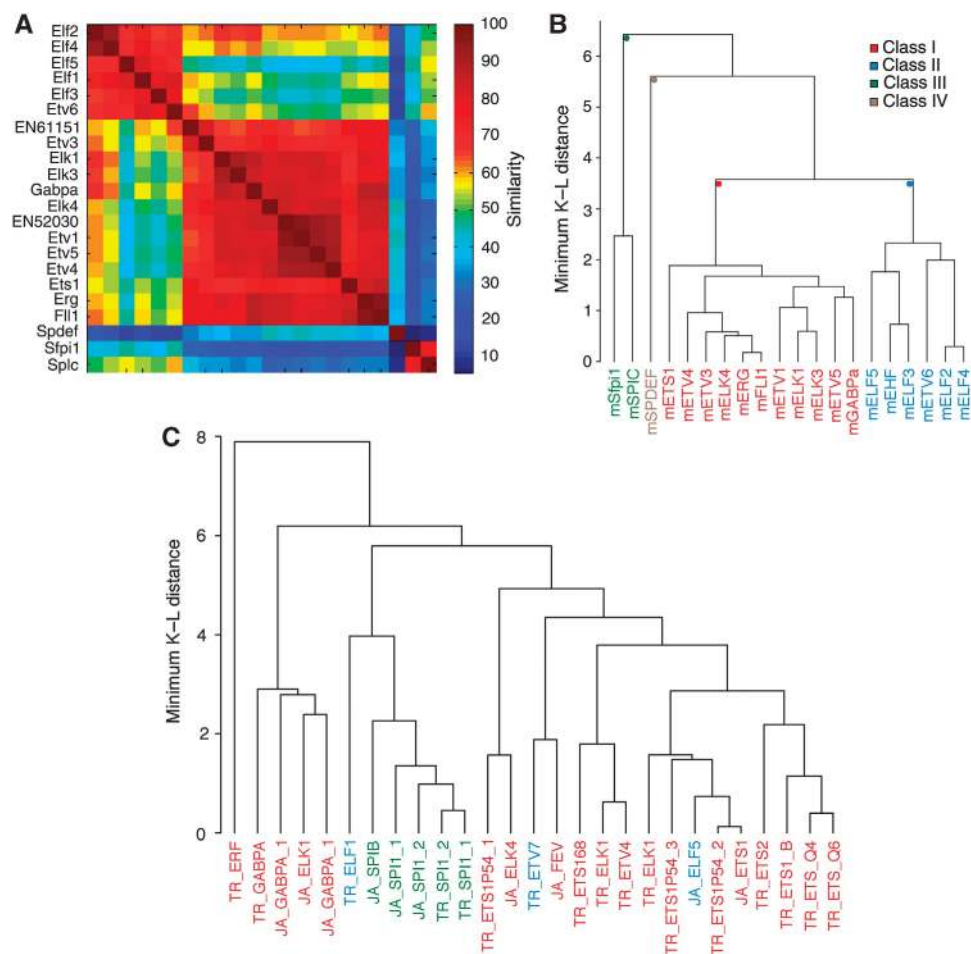 A
Elf2
Elf4
Elf5
Elf1
Elf3
Etv6
EN61151
Etv3
Elk1
Elk3
Gabpa
Elk4
EN52030
Etv1
Etv5
Etv4
Ets1
Erg
Fli1
Spdef
Sfpi1
Spic
100
90
80
70
60
50
40
30
20
10
Similarity
B
Class I
Class II
Class III
Class IV
Minimum K–L distance
6
5
4
3
2
1
0
mSfpi1
mSPIC
mSPDEF
mETS1
mETV4
mETV3
mELK4
mERG
mFLI1
mETV1
mELK1
mELK3
mETV5
mGABPa
mELF5
mEHF
mELF3
mETV6
mELF2
mELF4
C
Minimum K–L distance
8
6
4
2
0
TR_ERF
TR_GABPA
JA_GABPA_1
JA_ELK1
JA_GABPA_1
TR_ELF1
JA_SPIB
JA_SPI1_1
JA_SPI1_2
TR_SPI1_2
TR_SPI1_1
TR_ETS1P54_1
JA_ELK4
TR_ETV7
JA_FEV
TR_ETS168
TR_ELK1
TR_ETV4
TR_ELK1
TR_ETS1P54_3
JA_ELF5
TR_ETS1P54_2
JA_ETS1
TR_ETS2
TR_ETS1_B
TR_ETS_Q4
TR_ETS_Q6